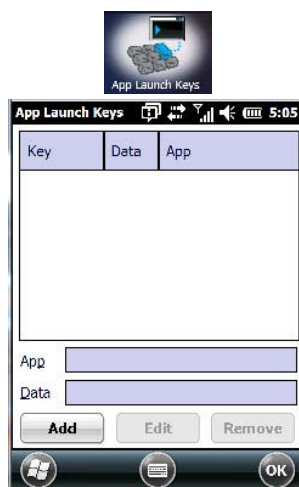 App Launch Keys
App Launch Keys 5:05
Key Data App
App
Data
Add Edit Remove
OK